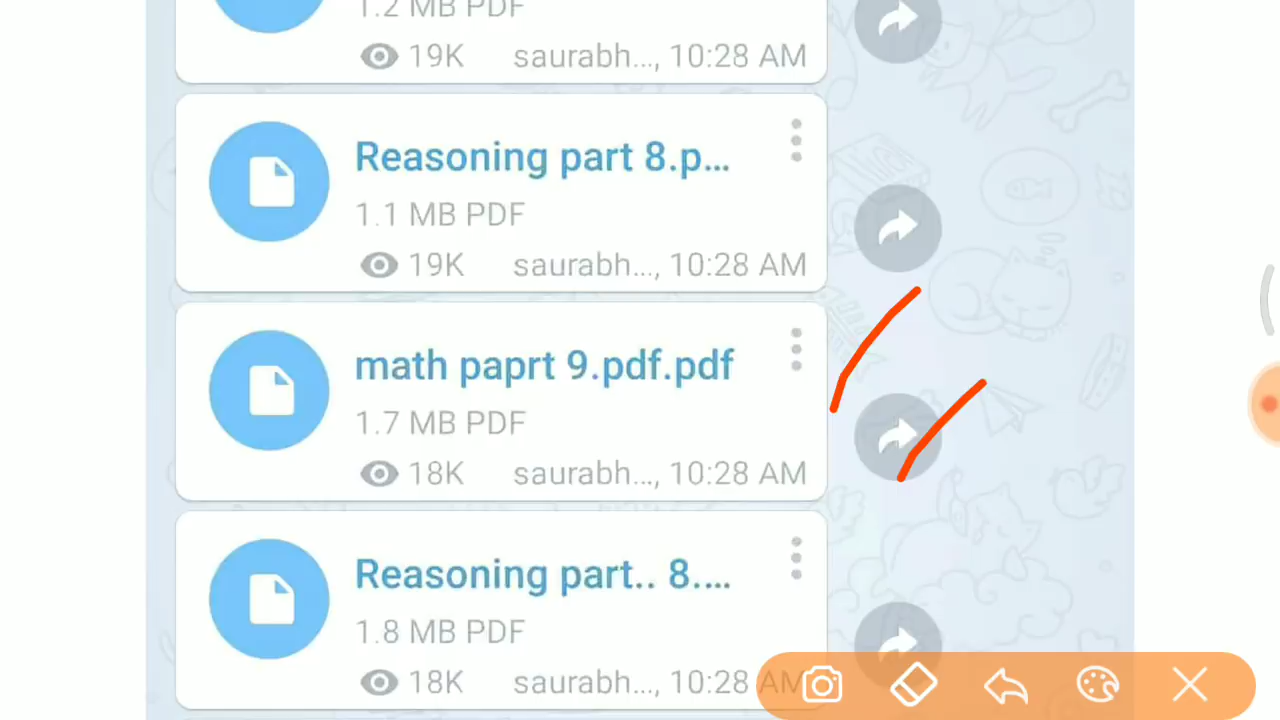 1.2 MB PDF
19K saurabh..., 10:28 AM
Reasoning part 8.p...
1.1 MB PDF
19K saurabh..., 10:28 AM
math paprt 9.pdf.pdf
1.7 MB PDF
18K saurabh..., 10:28 AM
Reasoning part.. 8....
1.8 MB PDF
18K saurabh..., 10:28 AM